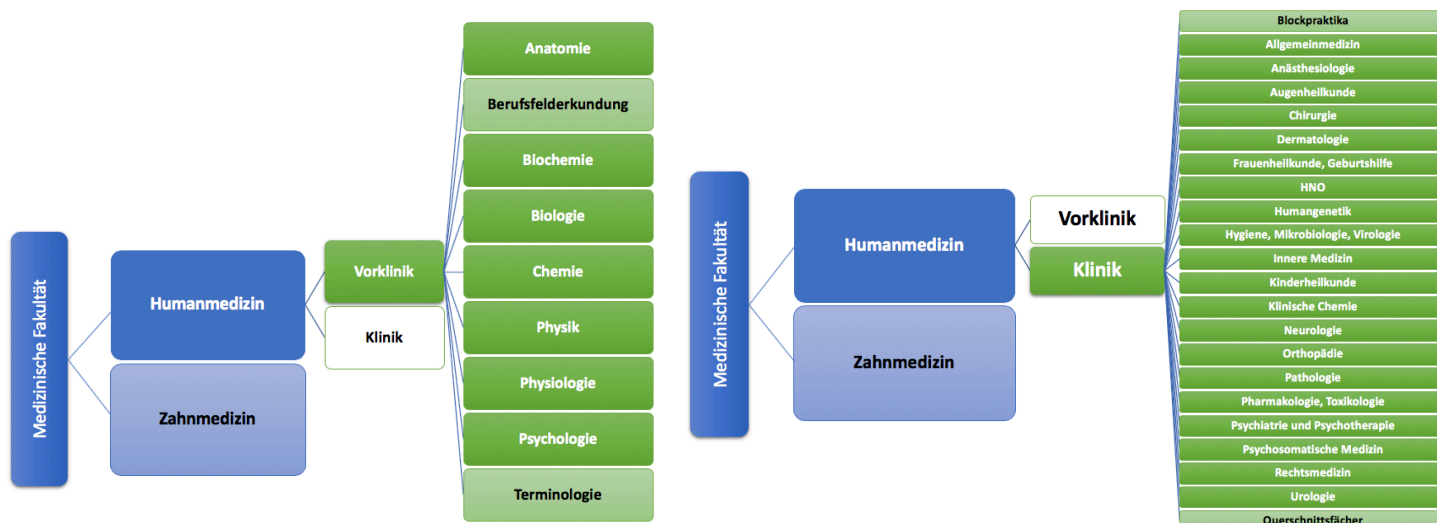 Medizinische Fakultät
Humanmedizin
Zahnmedizin
Vorklinik
Klinik
Anatomie
Berufsfelderkundung
Biochemie
Biologie
Chemie
Physik
Physiologie
Psychologie
Terminologie
Medizinische Fakultät
Humanmedizin
Zahnmedizin
Vorklinik
Klinik
Blockpraktika
Allgemeinmedizin
Anästhesiologie
Augenheilkunde
Chirurgie
Dermatologie
Frauenheilkunde, Geburtshilfe
HNO
Humangenetik
Hygiene, Mikrobiologie, Virologie
Innere Medizin
Kinderheilkunde
Klinische Chemie
Neurologie
Orthopädie
Pathologie
Pharmakologie, Toxikologie
Psychiatrie und Psychotherapie
Psychosomatische Medizin
Rechtsmedizin
Urologie
Querschnittsfächer